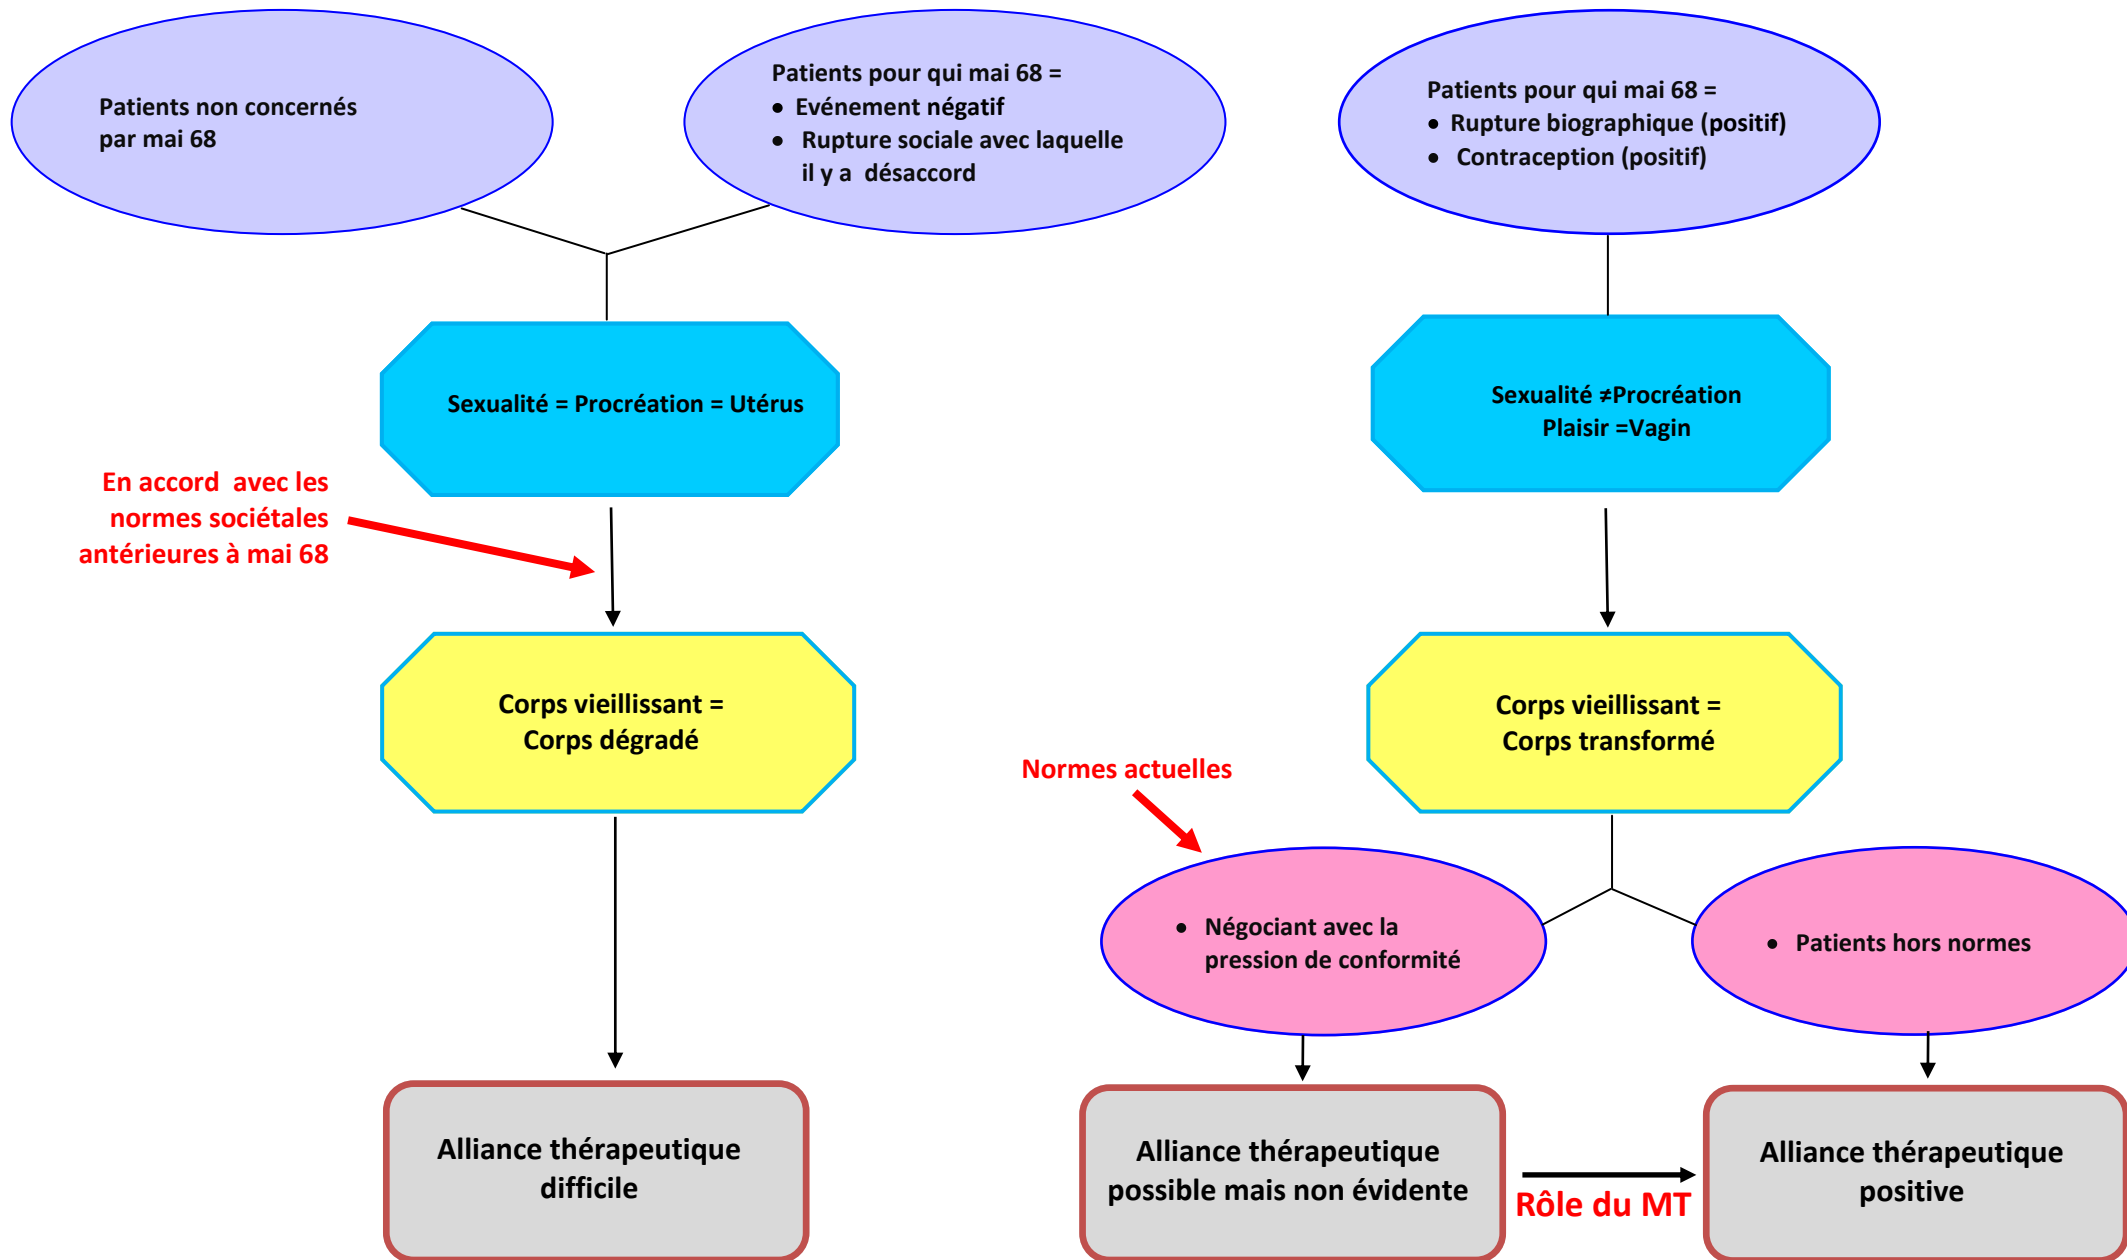 Patients non concernés
par mai 68
Patients pour qui mai 68 =
• Evénement négatif
• Rupture sociale avec laquelle
il y a désaccord
Patients pour qui mai 68 =
• Rupture biographique (positif)
• Contraception (positif)
Sexualité = Procréation = Utérus
Sexualité ≠Procréation
Plaisir =Vagin
En accord avec les
normes sociétales
antérieures à mai 68
Corps vieillissant =
Corps dégradé
Corps vieillissant =
Corps transformé
Normes actuelles
• Négociant avec la
pression de conformité
• Patients hors normes
Alliance thérapeutique
difficile
Alliance thérapeutique
possible mais non évidente
Rôle du MT
Alliance thérapeutique
positive